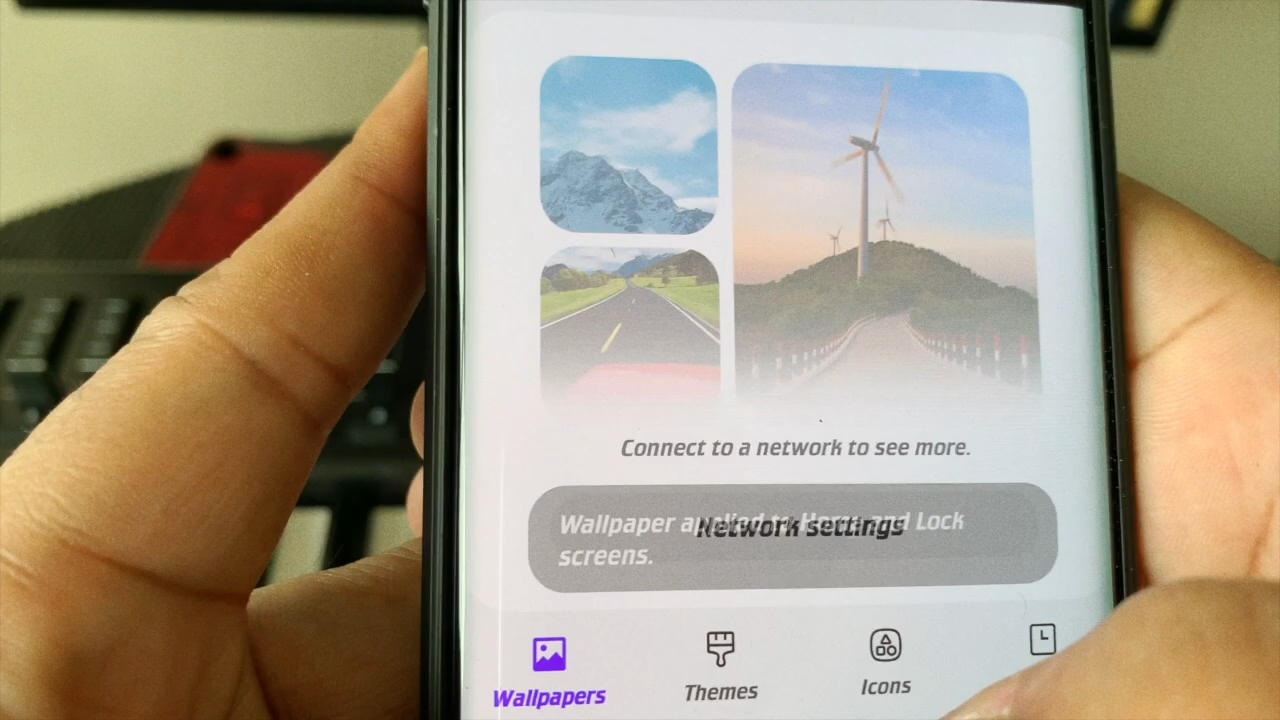 Connect to a network to see more.
Wallpaper applied to Home and Lock
screens.
Network settings
Wallpapers
Themes
Icons